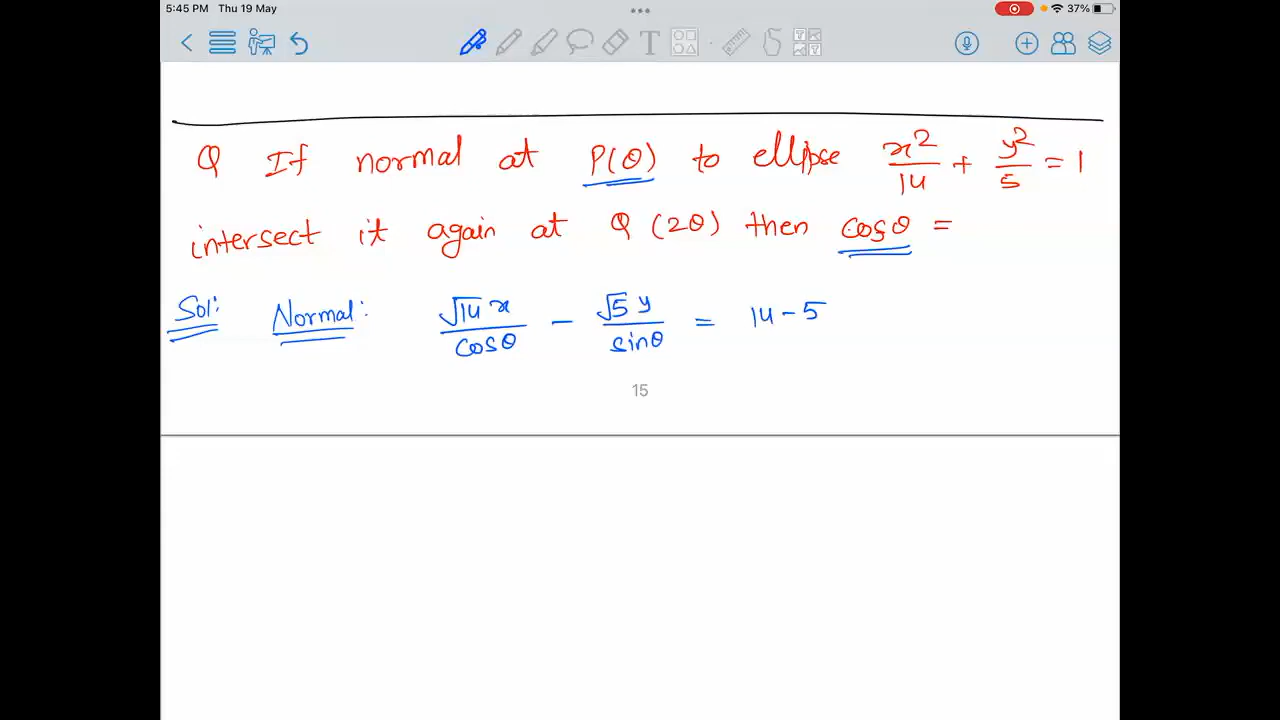 5:45 PM Thu 19 May 37%
Q If normal at P(θ) to ellipse x²/14 + y²/5 = 1
intersect it again at Q (2θ) then cosθ =
Sol: Normal: √14 x/cosθ − √5 y/sinθ = 14 − 5
15